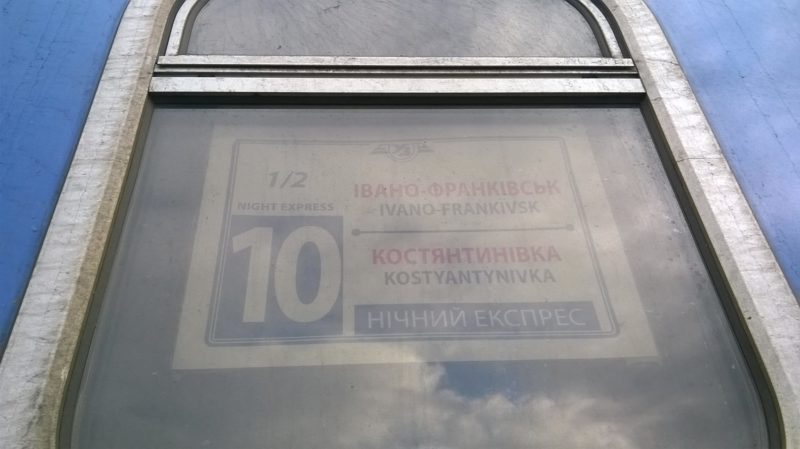 1/2
NIGHT EXPRESS
10
ІВАНО-ФРАНКІВСЬК
IVANO-FRANKIVSK
КОСТЯНТИНІВКА
KOSTYANTYNIVKA
НІЧНИЙ ЕКСПРЕС